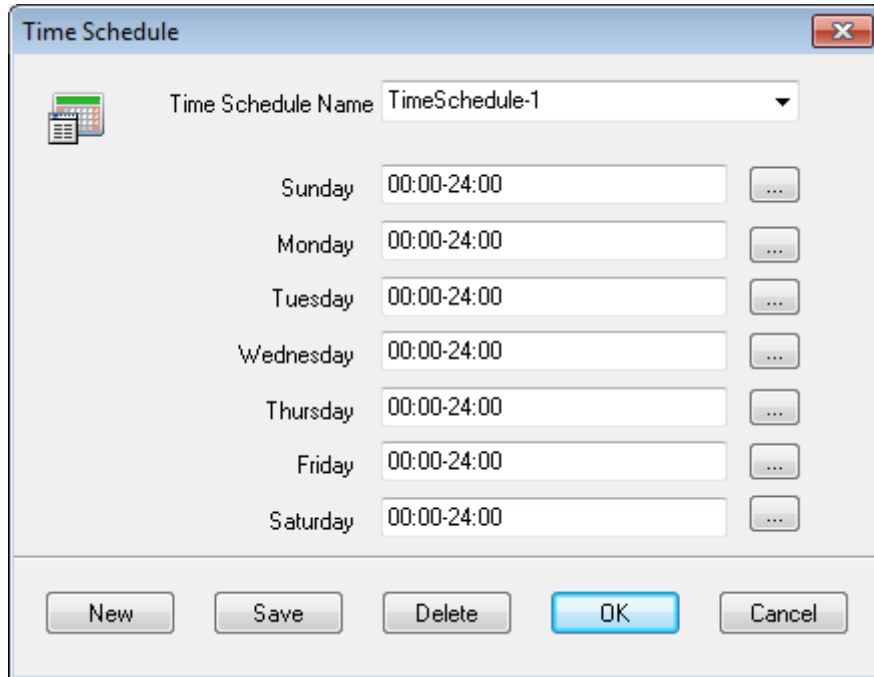 Time Schedule
Time Schedule Name TimeSchedule-1
Sunday 00:00-24:00 ...
Monday 00:00-24:00 ...
Tuesday 00:00-24:00 ...
Wednesday 00:00-24:00 ...
Thursday 00:00-24:00 ...
Friday 00:00-24:00 ...
Saturday 00:00-24:00 ...
New Save Delete OK Cancel